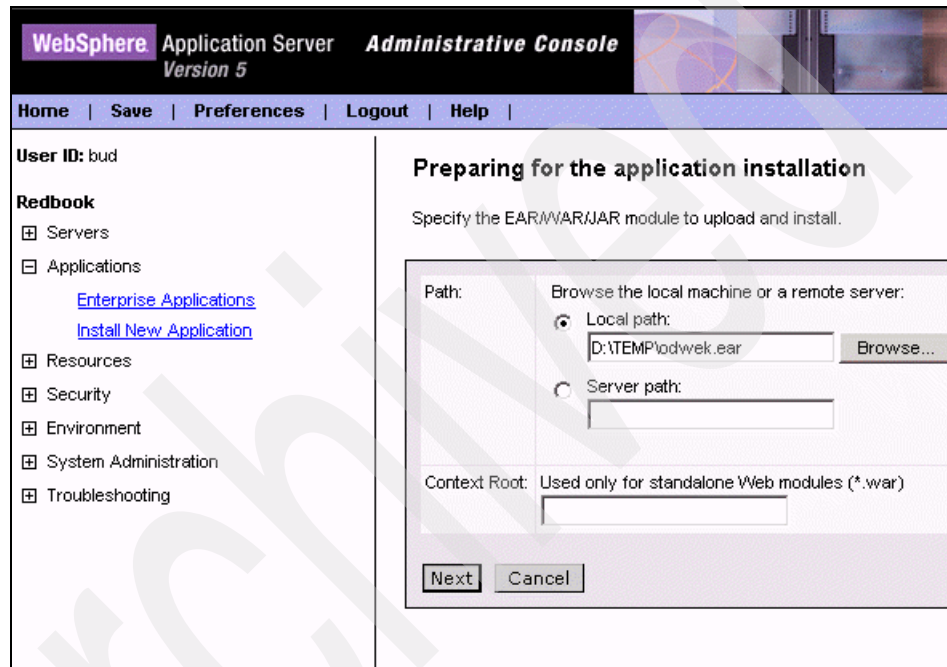 WebSphere Application Server Administrative Console
Version 5
Home | Save | Preferences | Logout | Help |
User ID: bud
Redbook
Servers
Applications
Enterprise Applications
Install New Application
Resources
Security
Environment
System Administration
Troubleshooting
Preparing for the application installation
Specify the EAR/WAR/JAR module to upload and install.
Path: Browse the local machine or a remote server:
Local path:
D:\TEMP\odwek.ear Browse...
Server path:
Context Root: Used only for standalone Web modules (*.war)
Next Cancel
rchived